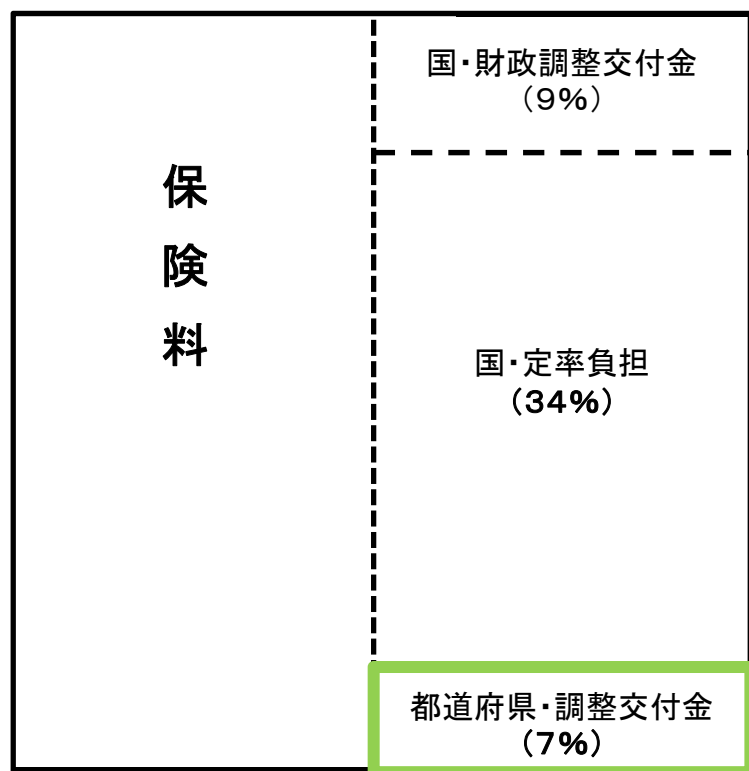 保
険
料
国・財政調整交付金
（9%）
国・定率負担
（34%）
都道府県・調整交付金
（7%）